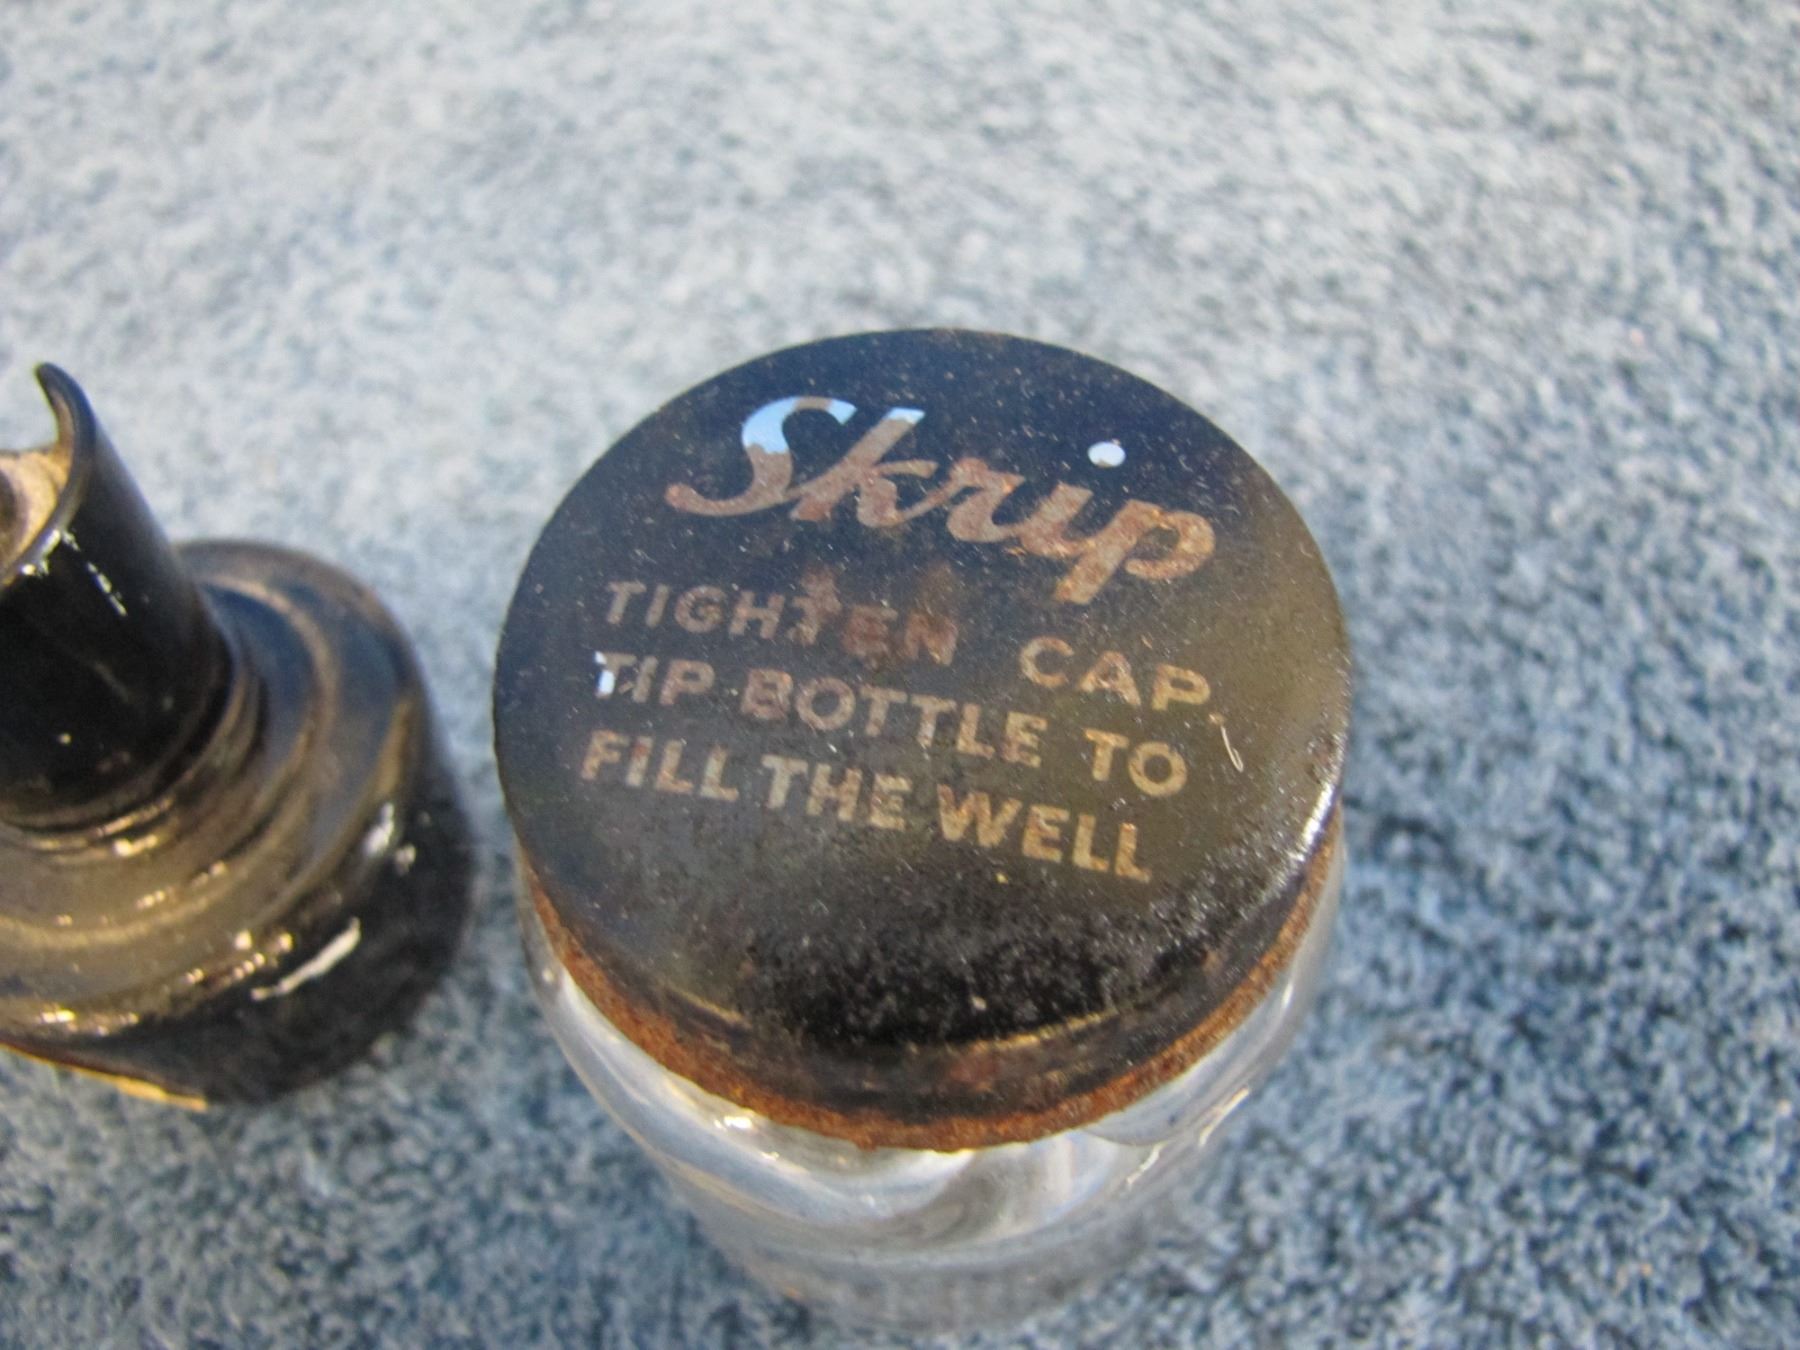 Skrip
TIGHTEN CAP
TIP BOTTLE TO
FILL THE WELL